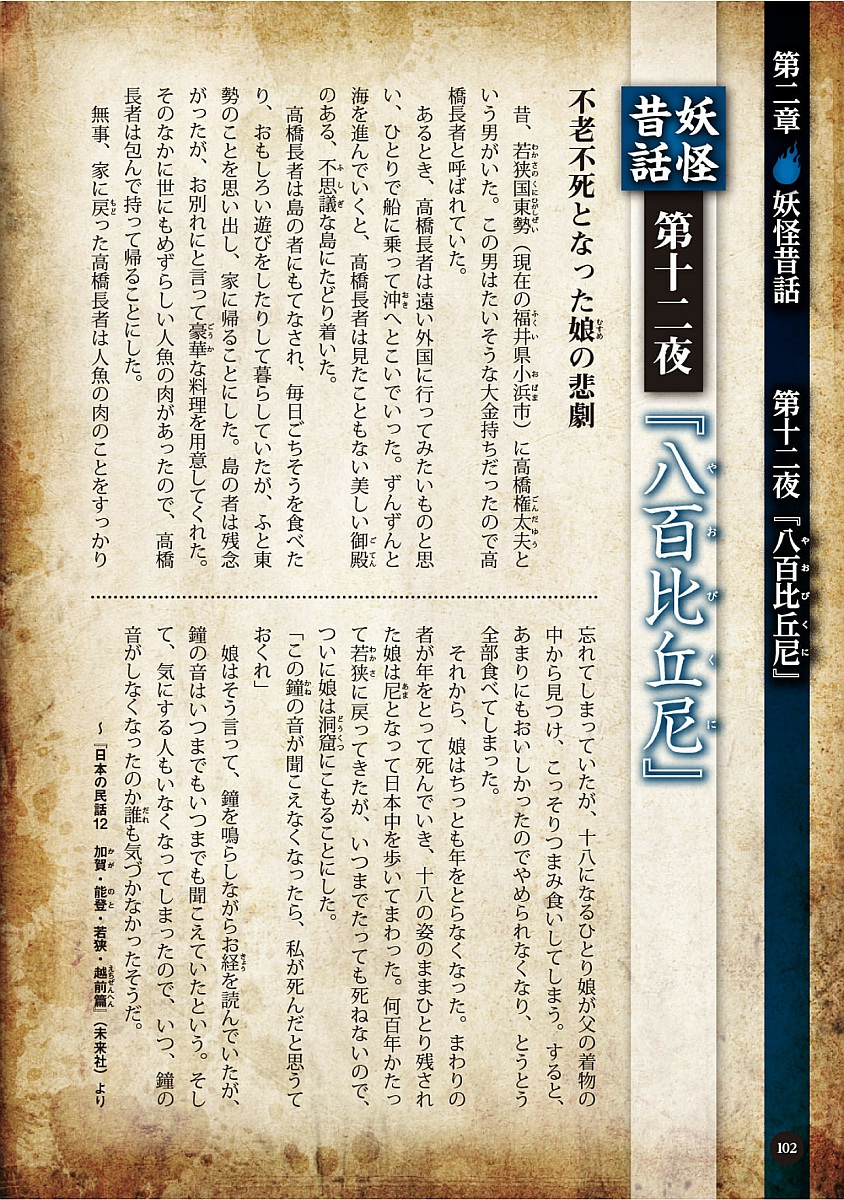 第二章 妖怪昔話 第十二夜『八百比丘尼』
妖怪昔話 第十二夜『八百比丘尼』
不老不死となった娘の悲劇
昔、若狭国東勢（現在の福井県小浜市）に高橋権太夫と
いう男がいた。この男はたいそうな大金持ちだったので高
橋長者と呼ばれていた。
あるとき、高橋長者は遠い外国に行ってみたいものと思
い、ひとりで船に乗って沖へとこいでいった。ずんずんと
海を進んでいくと、高橋長者は見たこともない美しい御殿
のある、不思議な島にたどり着いた。
高橋長者は島の者にもてなされ、毎日ごちそうを食べた
り、おもしろい遊びをしたりして暮らしていたが、ふと東
勢のことを思い出し、家に帰ることにした。島の者は残念
がったが、お別れにと言って豪華な料理を用意してくれた。
そのなかに世にもめずらしい人魚の肉があったので、高橋
長者は包んで持って帰ることにした。
無事、家に戻った高橋長者は人魚の肉のことをすっかり
忘れてしまっていたが、十八になるひとり娘が父の着物の
中から見つけ、こっそりつまみ食いしてしまう。すると、
あまりにもおいしかったのでやめられなくなり、とうとう
全部食べてしまった。
それから、娘はちっとも年をとらなくなった。まわりの
者が年をとって死んでいき、十八の姿のままひとり残され
た娘は尼となって日本中を歩いてまわった。何百年かたっ
て若狭に戻ってきたが、いつまでたっても死ねないので、
ついに娘は洞窟にこもることにした。
「この鐘の音が聞こえなくなったら、私が死んだと思うて
おくれ」
娘はそう言って、鐘を鳴らしながらお経を読んでいたが、
鐘の音はいつまでもいつまでも聞こえていたという。そし
て、気にする人もいなくなってしまったので、いつ、鐘の
音がしなくなったのか誰も気づかなかったそうだ。
～『日本の民話12 加賀・能登・若狭・越前篇』（未来社）より
102